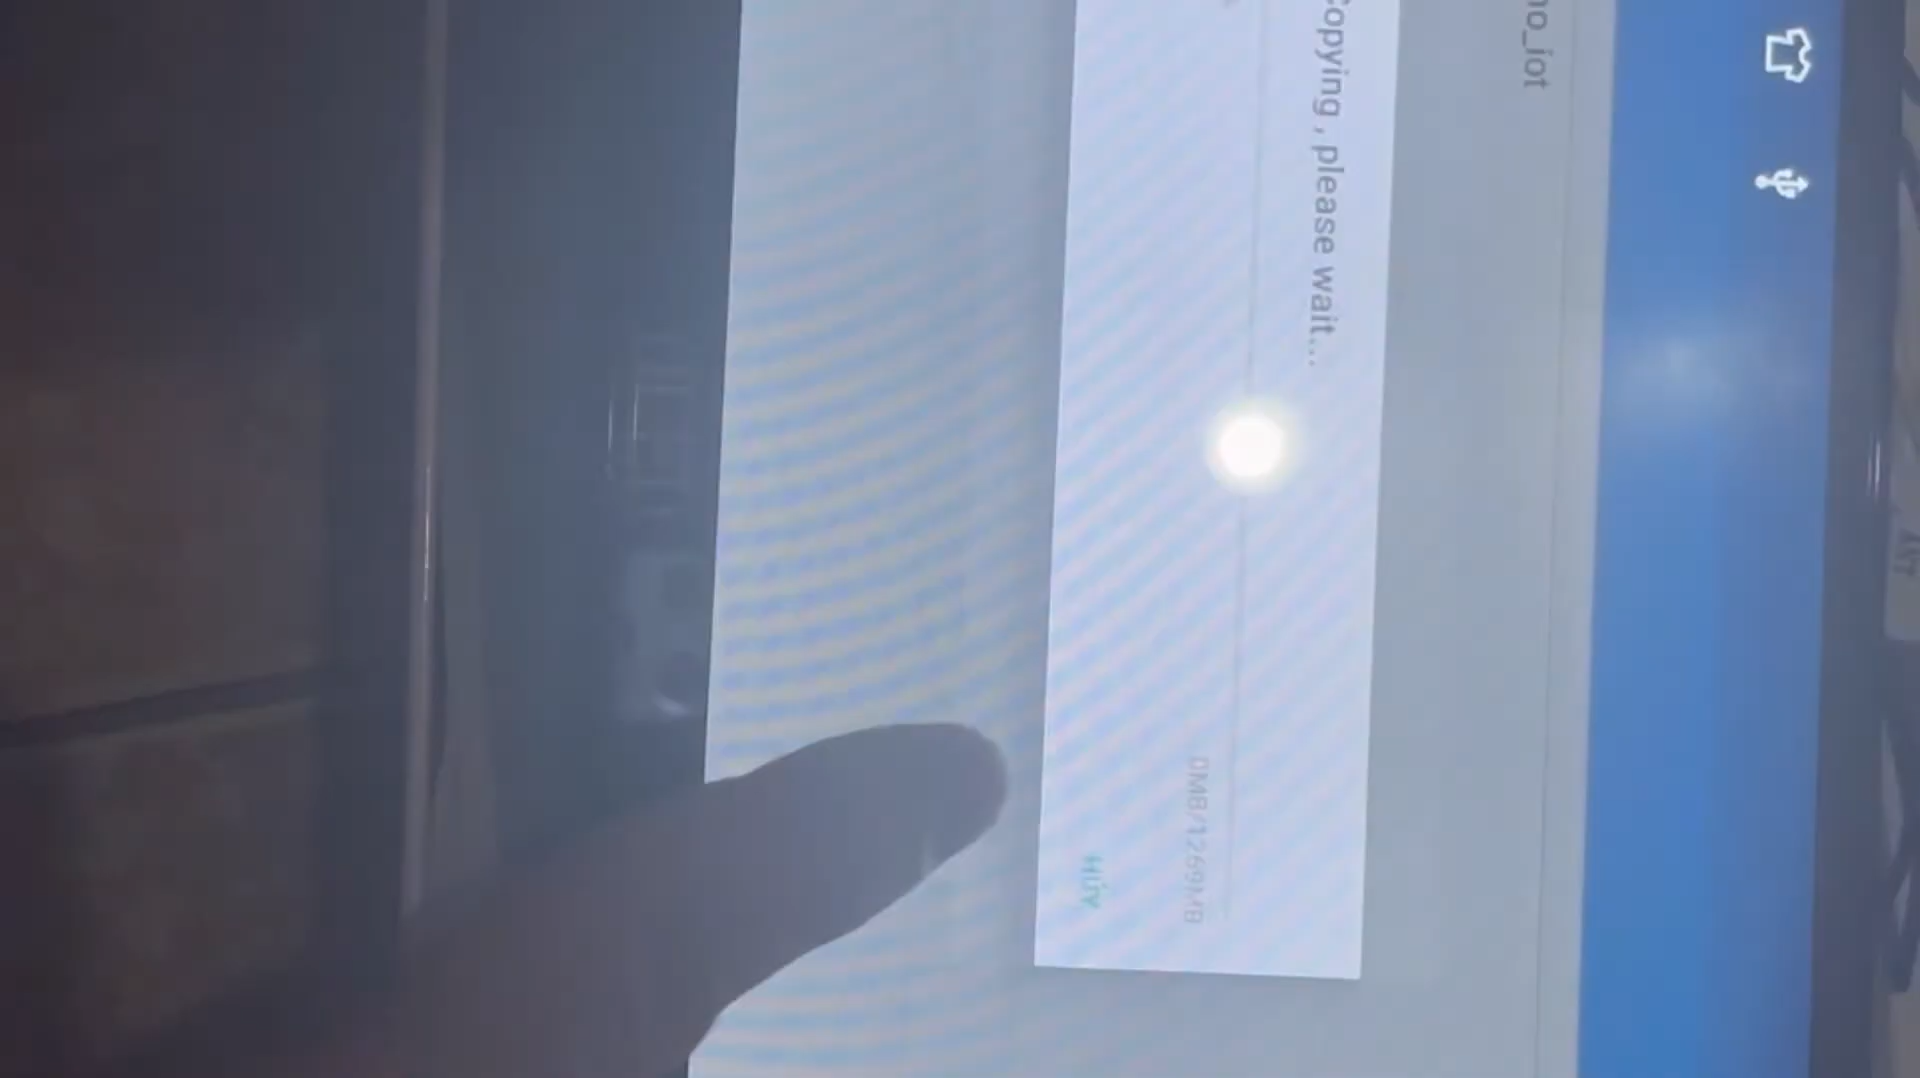 no_iot
Copying , please wait...
0MB/1269MB
HỦY